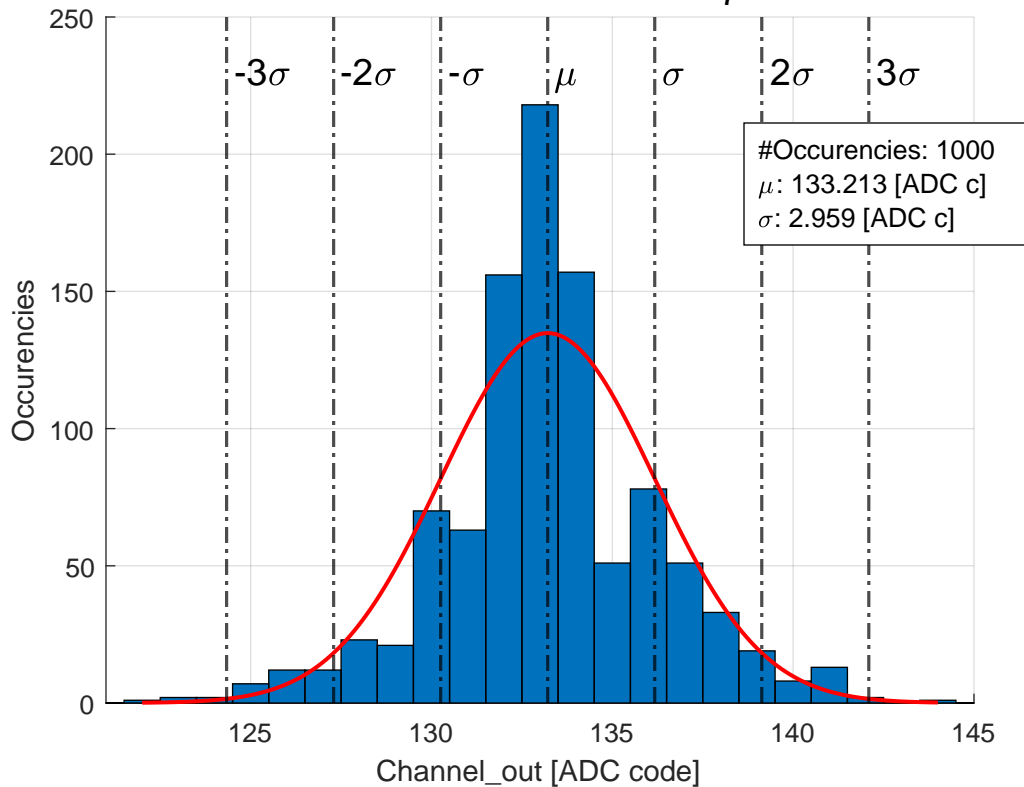 250
200
150
100
50
0
-3σ -2σ -σ μ σ 2σ 3σ
#Occurencies: 1000
μ: 133.213 [ADC c]
σ: 2.959 [ADC c]
Occurencies
125 130 135 140 145
Channel_out [ADC code]